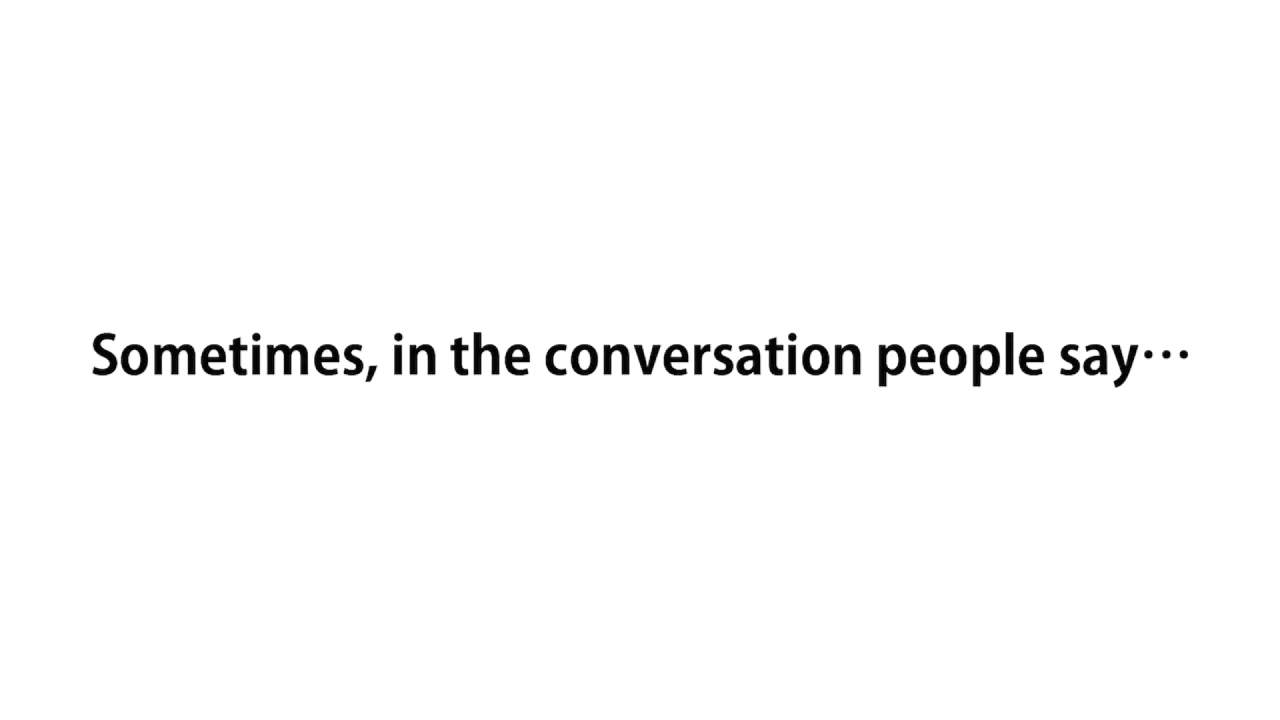 Sometimes, in the conversation people say⋯